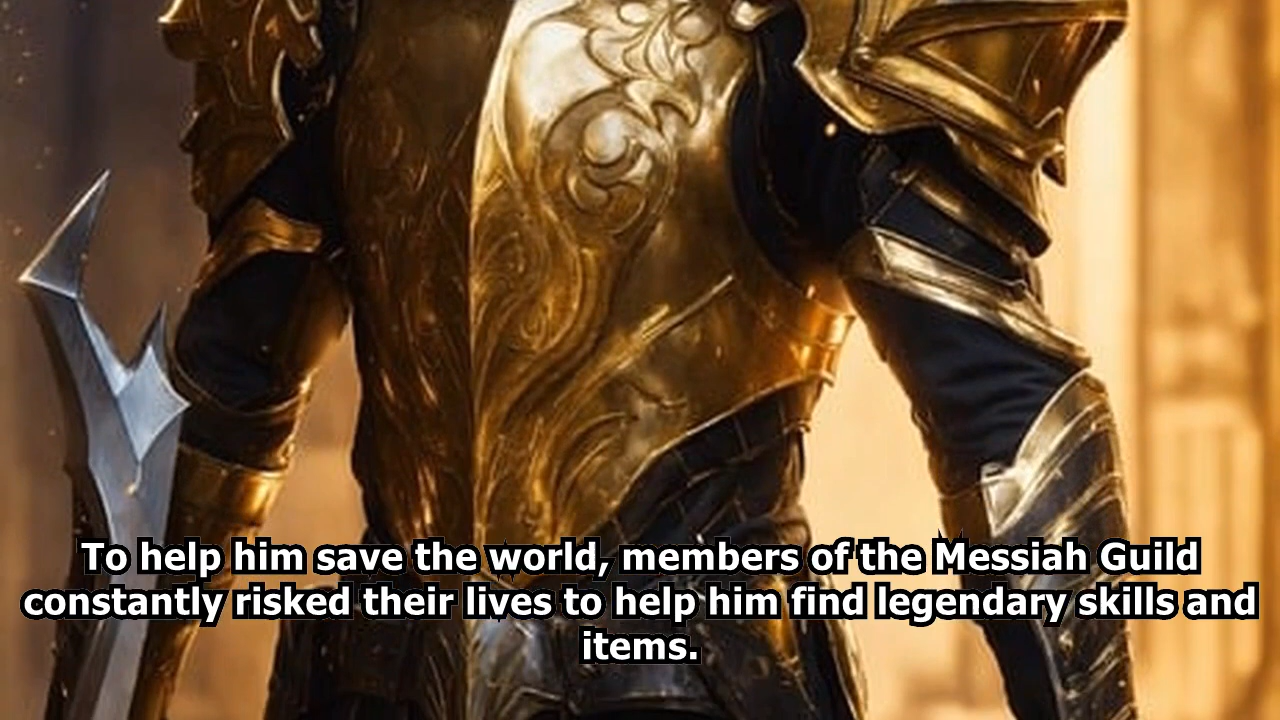 To help him save the world, members of the Messiah Guild
constantly risked their lives to help him find legendary skills and
items.